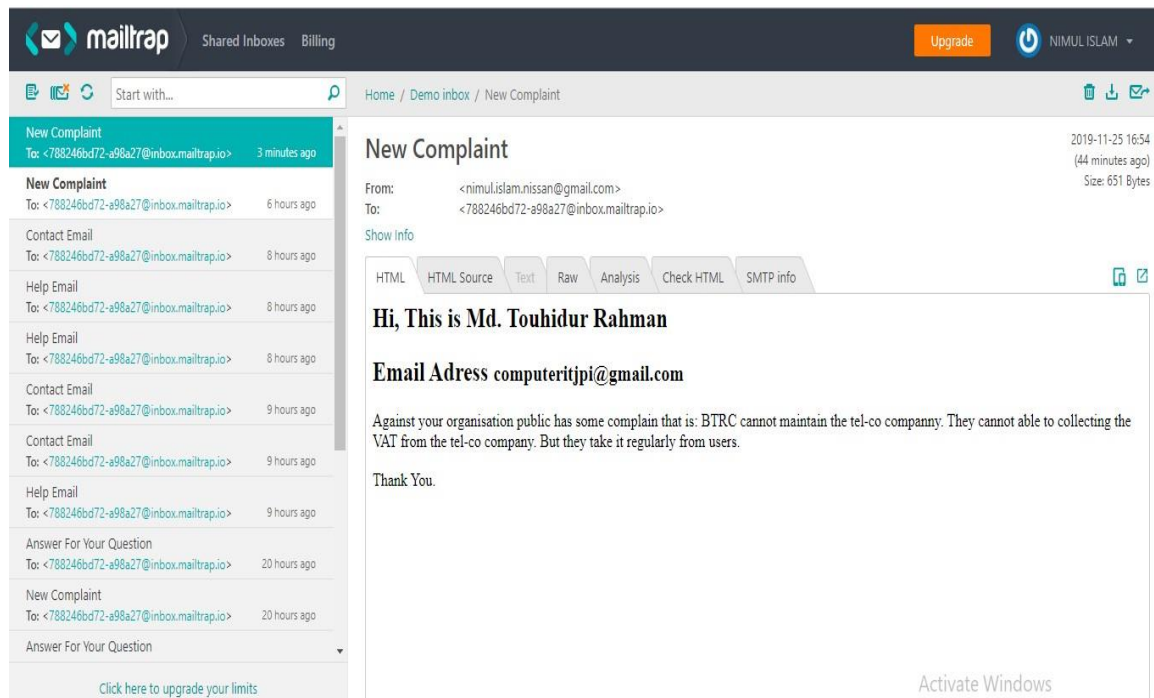 mailtrap Shared Inboxes Billing Upgrade NIMUL ISLAM
Start with...
New Complaint
To: <788246bd72-a98a27@inbox.mailtrap.io> 3 minutes ago
New Complaint
To: <788246bd72-a98a27@inbox.mailtrap.io> 6 hours ago
Contact Email
To: <788246bd72-a98a27@inbox.mailtrap.io> 8 hours ago
Help Email
To: <788246bd72-a98a27@inbox.mailtrap.io> 8 hours ago
Help Email
To: <788246bd72-a98a27@inbox.mailtrap.io> 8 hours ago
Contact Email
To: <788246bd72-a98a27@inbox.mailtrap.io> 9 hours ago
Contact Email
To: <788246bd72-a98a27@inbox.mailtrap.io> 9 hours ago
Help Email
To: <788246bd72-a98a27@inbox.mailtrap.io> 9 hours ago
Answer For Your Question
To: <788246bd72-a98a27@inbox.mailtrap.io> 20 hours ago
New Complaint
To: <788246bd72-a98a27@inbox.mailtrap.io> 20 hours ago
Answer For Your Question
Click here to upgrade your limits
Home / Demo inbox / New Complaint
New Complaint
2019-11-25 16:54
(44 minutes ago)
Size: 651 Bytes
From: <nimul.islam.nissan@gmail.com>
To: <788246bd72-a98a27@inbox.mailtrap.io>
Show Info
HTML HTML Source Text Raw Analysis Check HTML SMTP info
Hi, This is Md. Touhidur Rahman
Email Adress computeritjpi@gmail.com
Against your organisation public has some complain that is: BTRC cannot maintain the tel-co companny. They cannot able to collecting the
VAT from the tel-co company. But they take it regularly from users.
Thank You.
Activate Windows